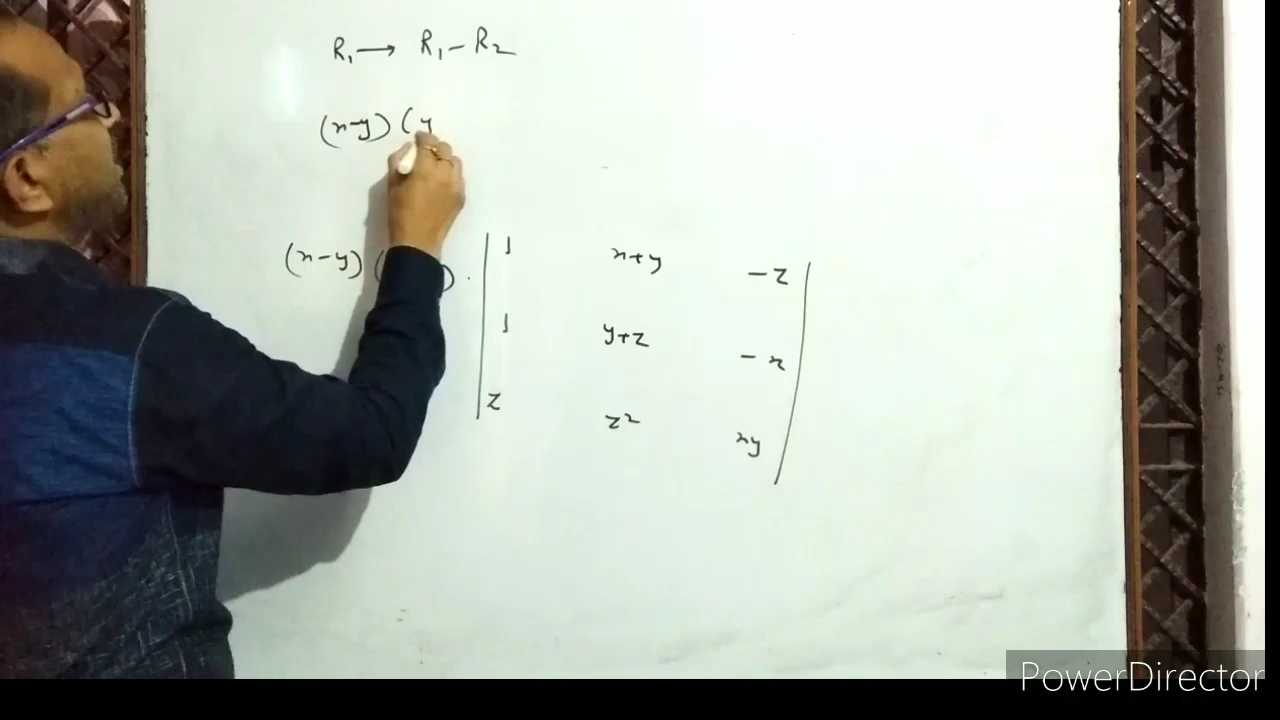 R₁ → R₁ - R₂
(x-y) (y
(x-y) ( ) . | 1 x+y -z |
1 y+z -x
z z² xy
PowerDirector